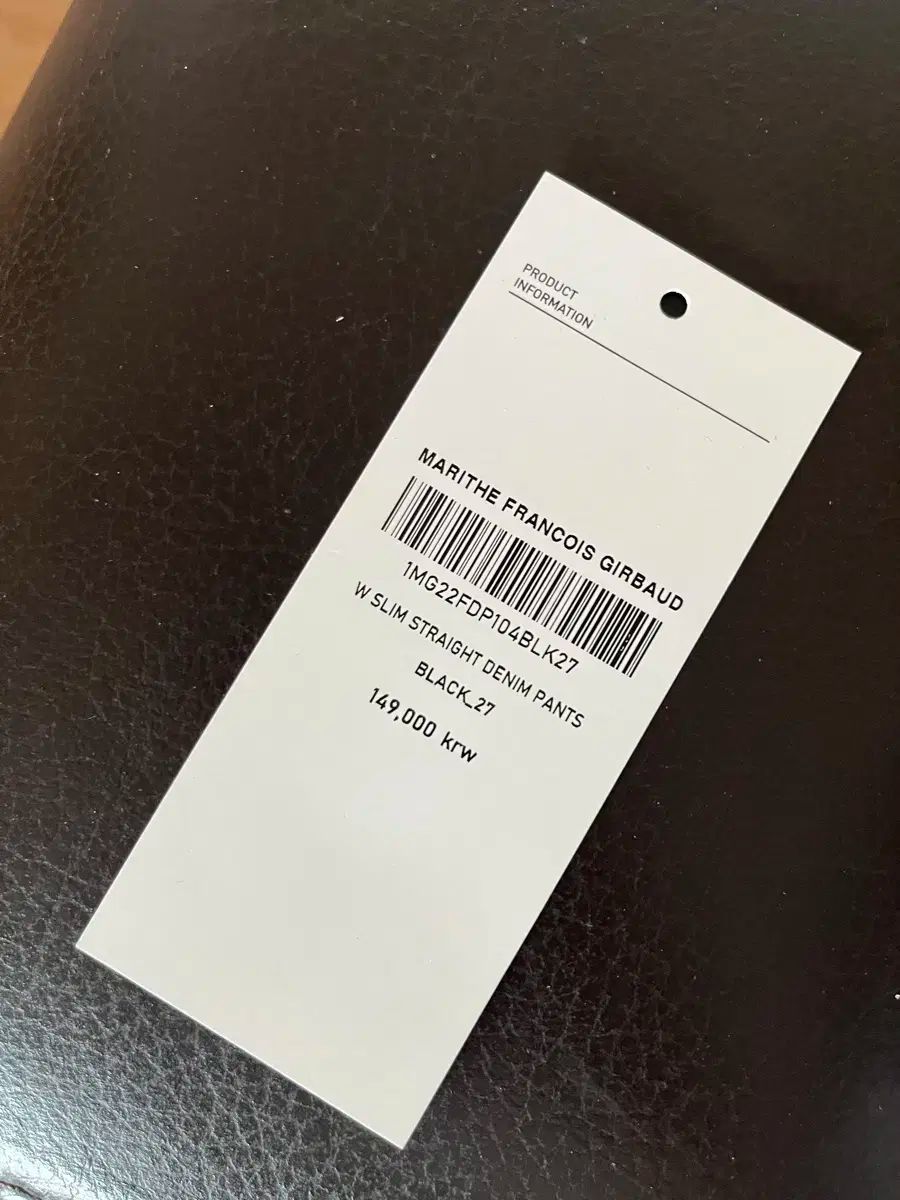 PRODUCT
INFORMATION
MARITHE FRANCOIS GIRBAUD
1MG22FDP104BLK27
W SLIM STRAIGHT DENIM PANTS
BLACK_27
149,000 krw